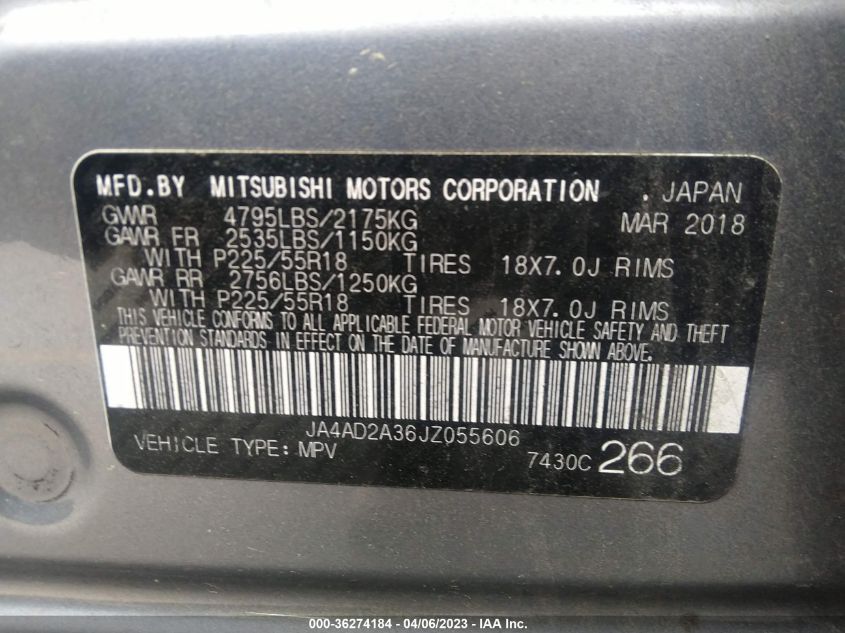 MFD.BY MITSUBISHI MOTORS CORPORATION . JAPAN
GVWR 4795LBS/2175KG MAR 2018
GAWR FR 2535LBS/1150KG
WITH P225/55R18 TIRES 18X7.0J RIMS
GAWR RR 2756LBS/1250KG
WITH P225/55R18 TIRES 18X7.0J RIMS
THIS VEHICLE CONFORMS TO ALL APPLICABLE FEDERAL MOTOR VEHICLE SAFETY AND THEFT
PREVENTION STANDARDS IN EFFECT ON THE DATE OF MANUFACTURE SHOWN ABOVE.
JA4AD2A36JZ055606
VEHICLE TYPE: MPV 7430C 266
000-36274184 - 04/06/2023 - IAA Inc.